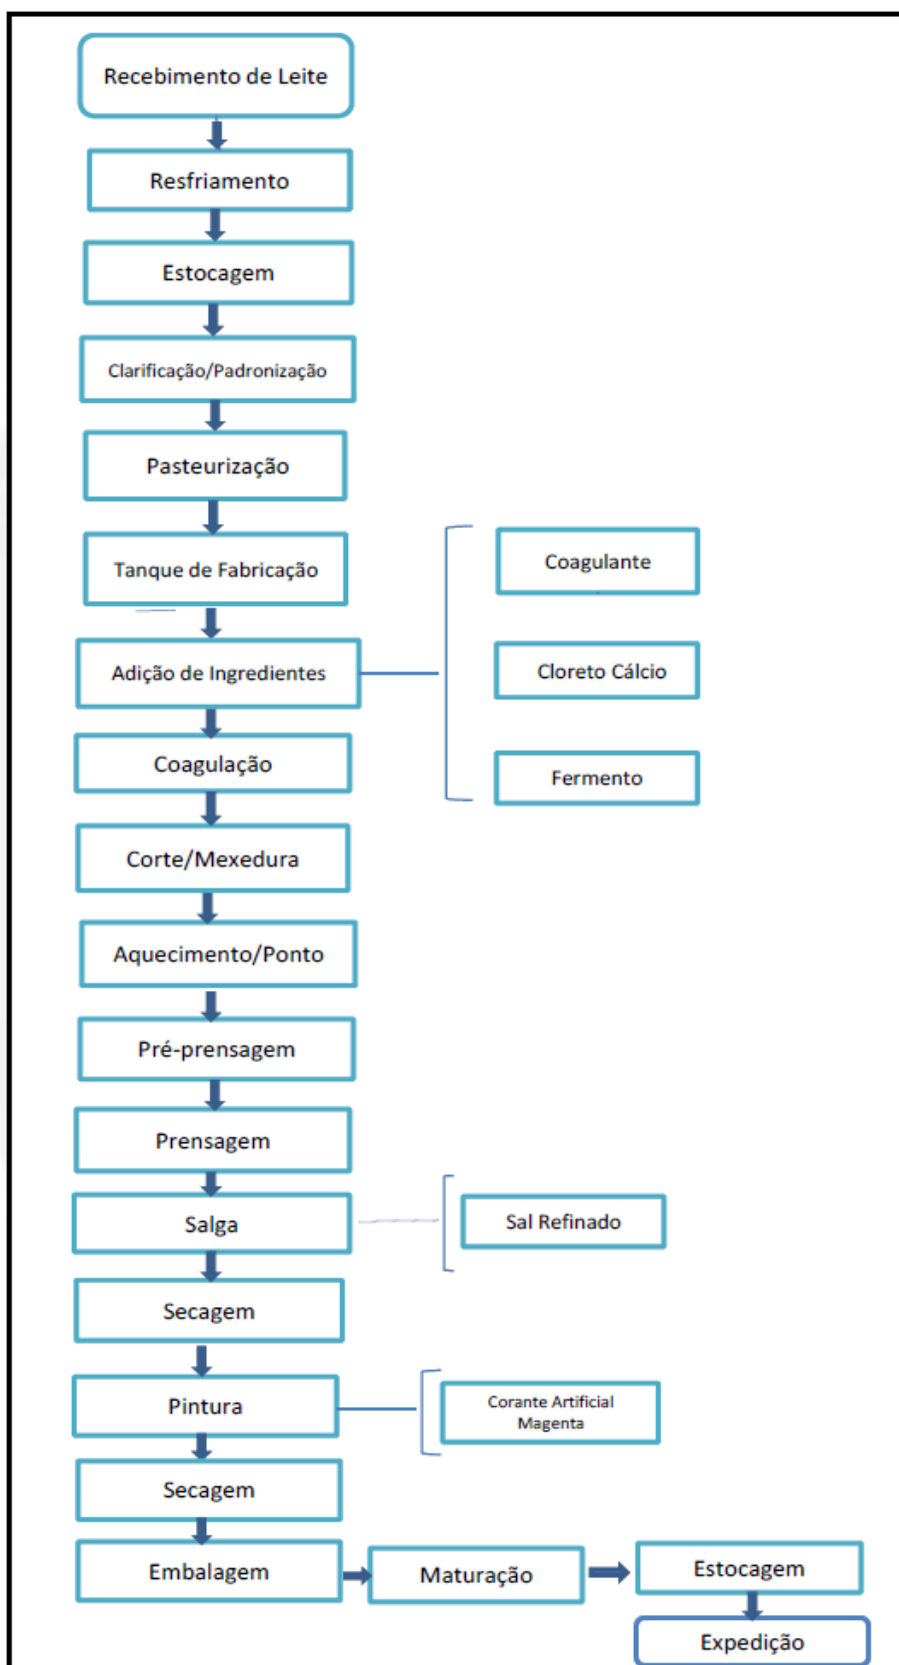 Recebimento de Leite
Resfriamento
Estocagem
Clarificação/Padronização
Pasteurização
Tanque de Fabricação
Adição de Ingredientes
Coagulante
Cloreto Cálcio
Fermento
Coagulação
Corte/Mexedura
Aquecimento/Ponto
Pré-prensagem
Prensagem
Salga
Sal Refinado
Secagem
Pintura
Corante Artificial
Magenta
Secagem
Embalagem
Maturação
Estocagem
Expedição